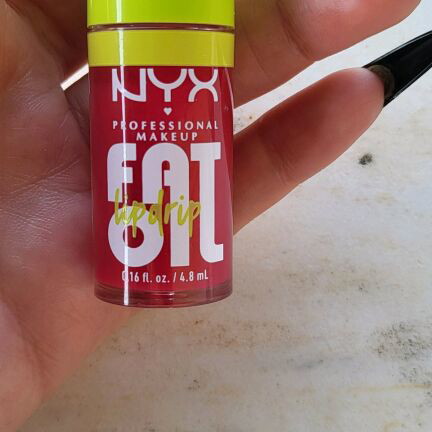 NYX
PROFESSIONAL
MAKEUP
FAT
lip drip
OIL
0.16 fl. oz. / 4.8 mL